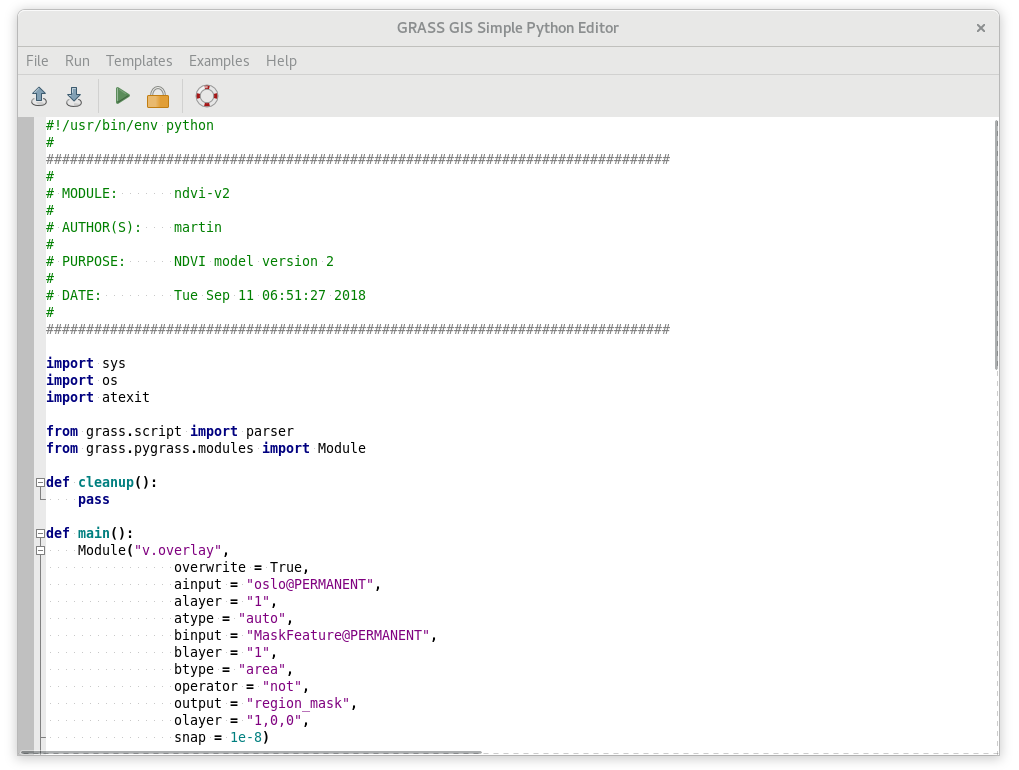 GRASS GIS Simple Python Editor
File Run Templates Examples Help
#!/usr/bin/env python
#
##############################################################################
#
# MODULE:       ndvi-v2
#
# AUTHOR(S):    martin
#
# PURPOSE:      NDVI model version 2
#
# DATE:         Tue Sep 11 06:51:27 2018
#
##############################################################################
import sys
import os
import atexit
from grass.script import parser
from grass.pygrass.modules import Module
def cleanup():
    pass
def main():
    Module("v.overlay",
                overwrite = True,
                ainput = "oslo@PERMANENT",
                alayer = "1",
                atype = "auto",
                binput = "MaskFeature@PERMANENT",
                blayer = "1",
                btype = "area",
                operator = "not",
                output = "region_mask",
                olayer = "1,0,0",
                snap = 1e-8)